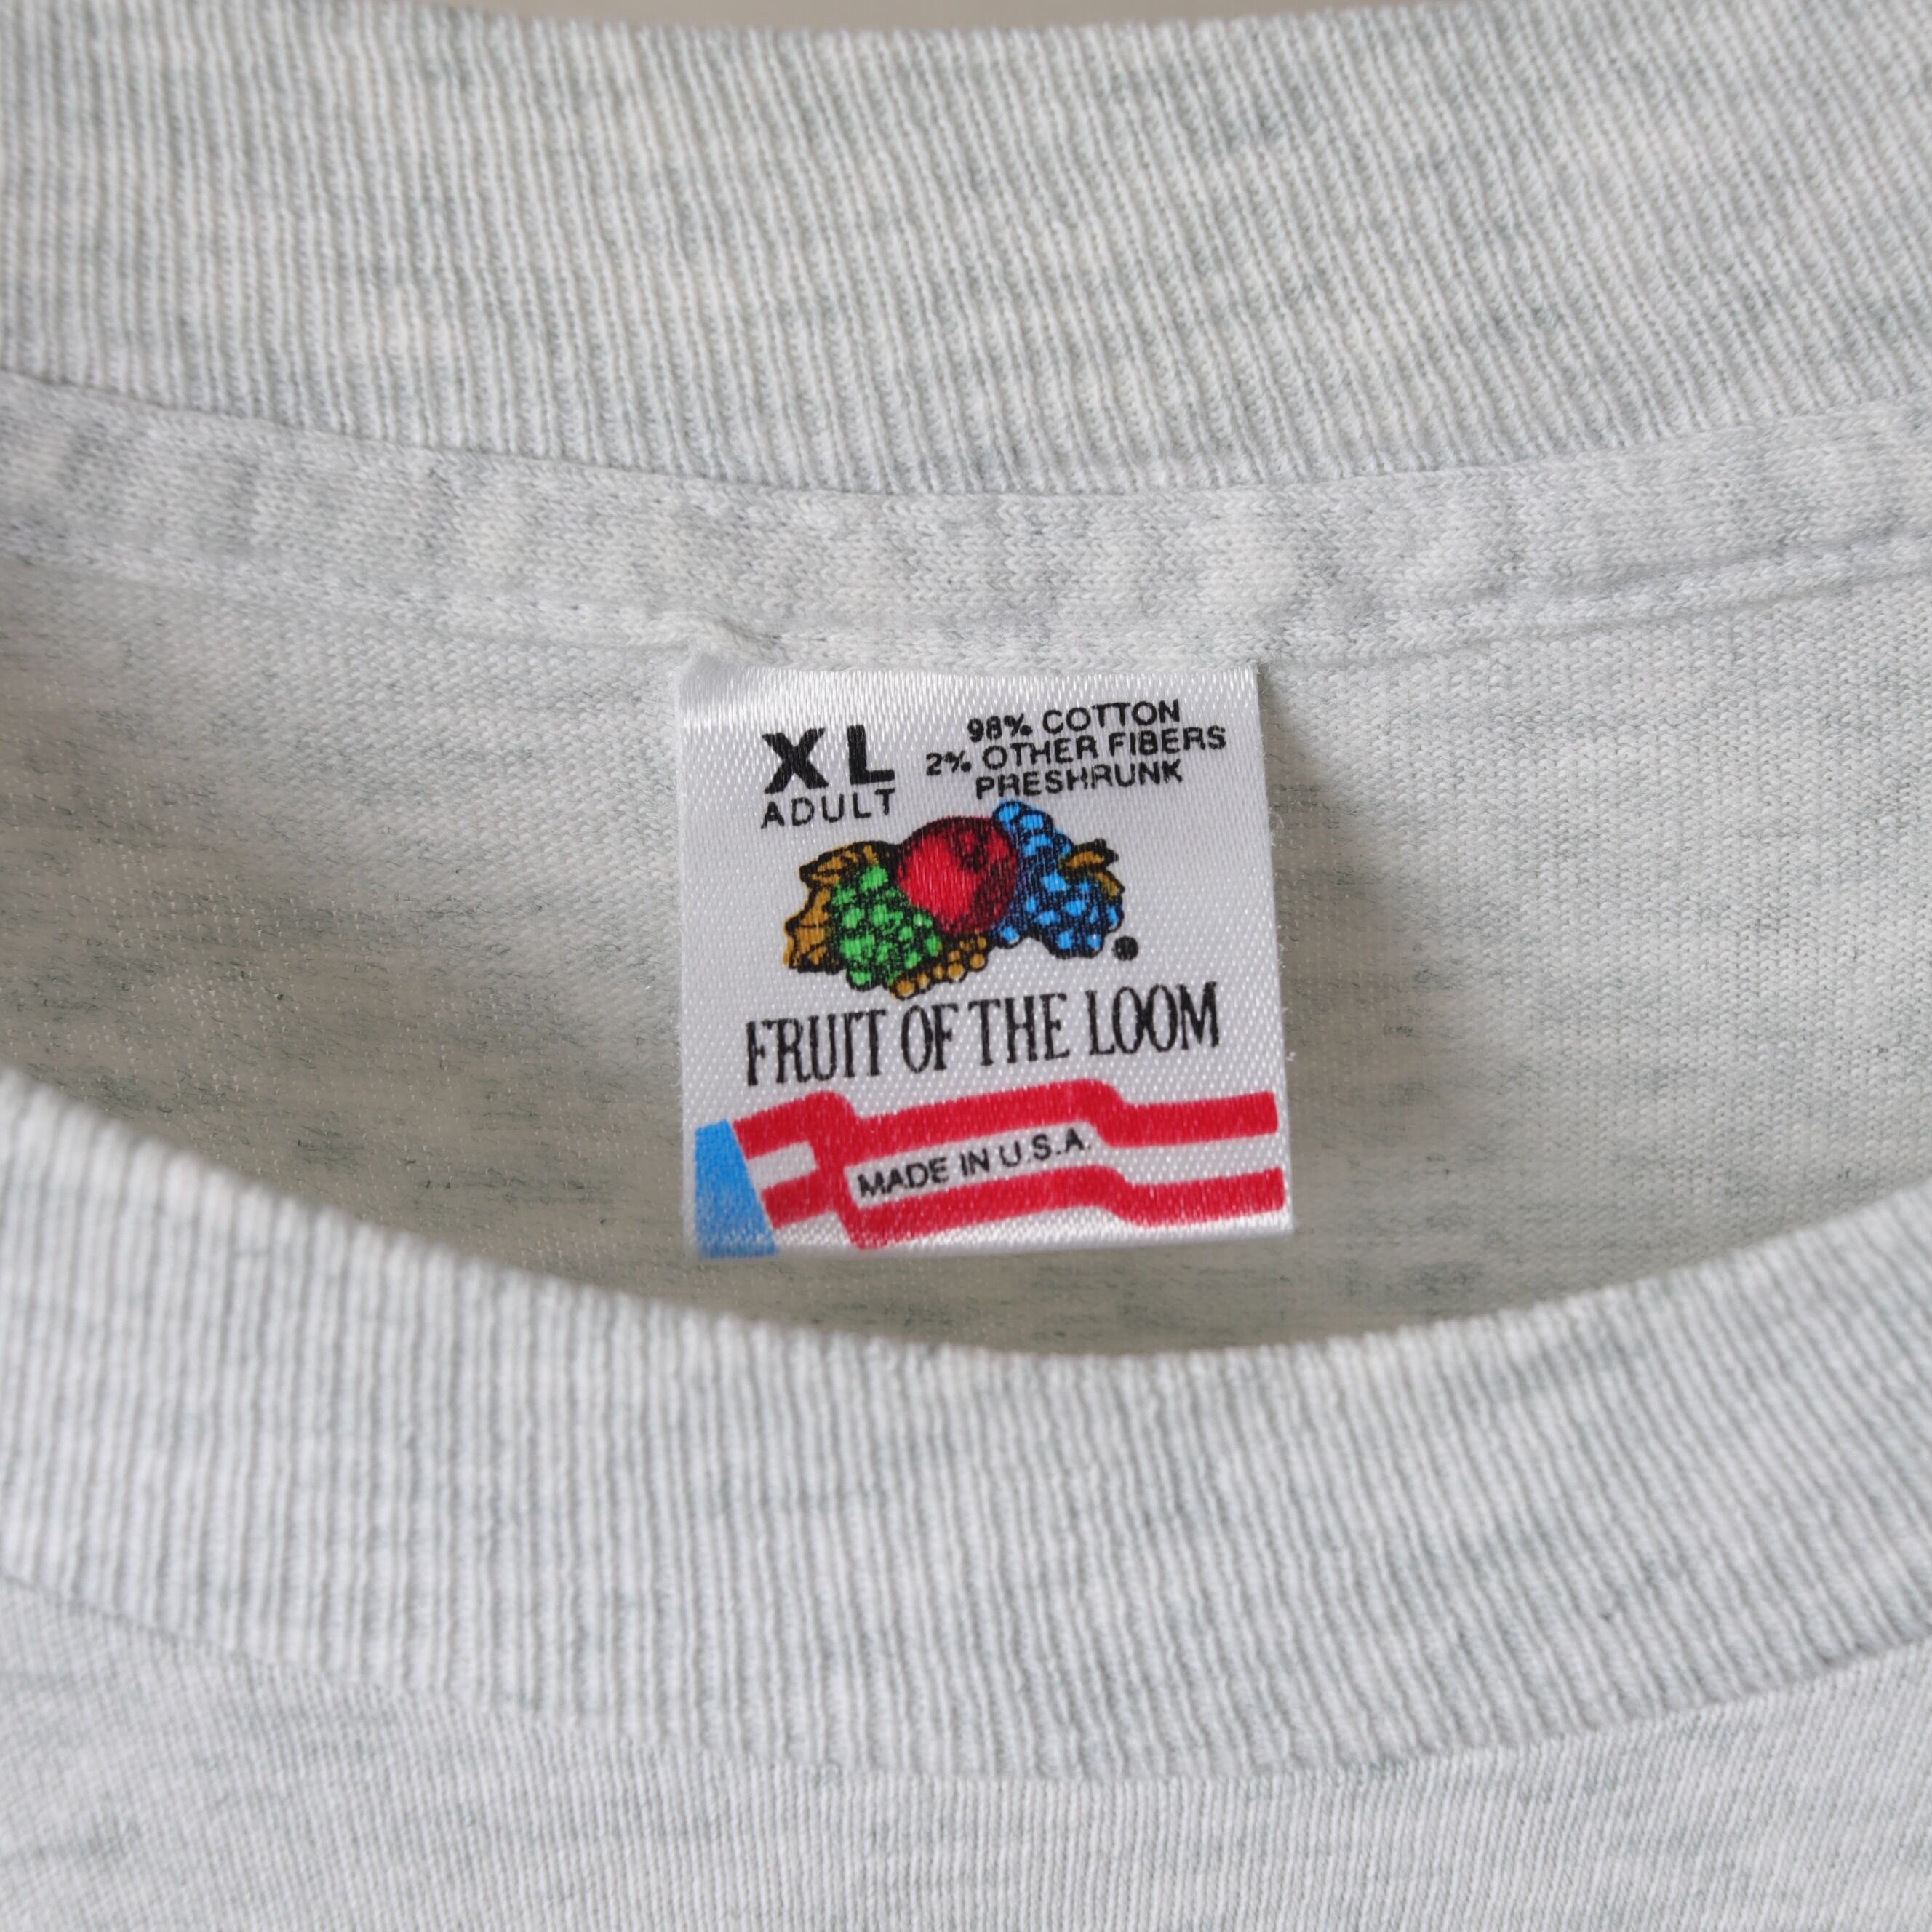 XL
ADULT
98% COTTON
2% OTHER FIBERS
PRESHRUNK
FRUIT OF THE LOOM
MADE IN U.S.A.